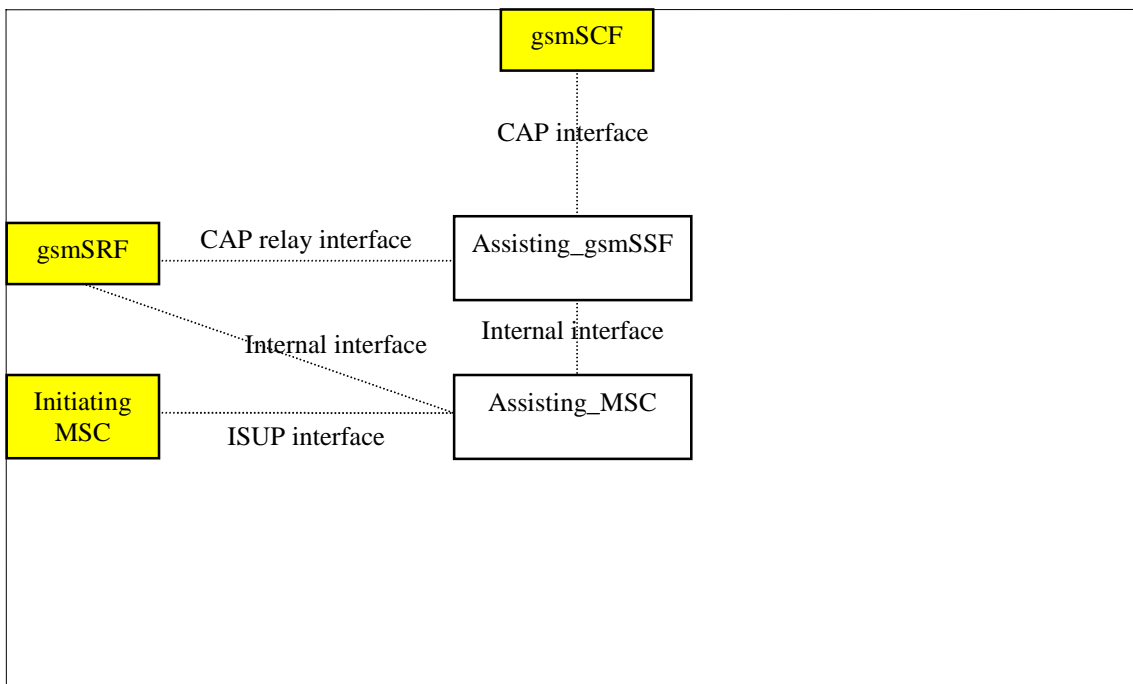 gsmSCF
CAP interface
gsmSRF
CAP relay interface
Assisting_gsmSSF
Internal interface
Internal interface
Initiating
MSC
Assisting_MSC
ISUP interface